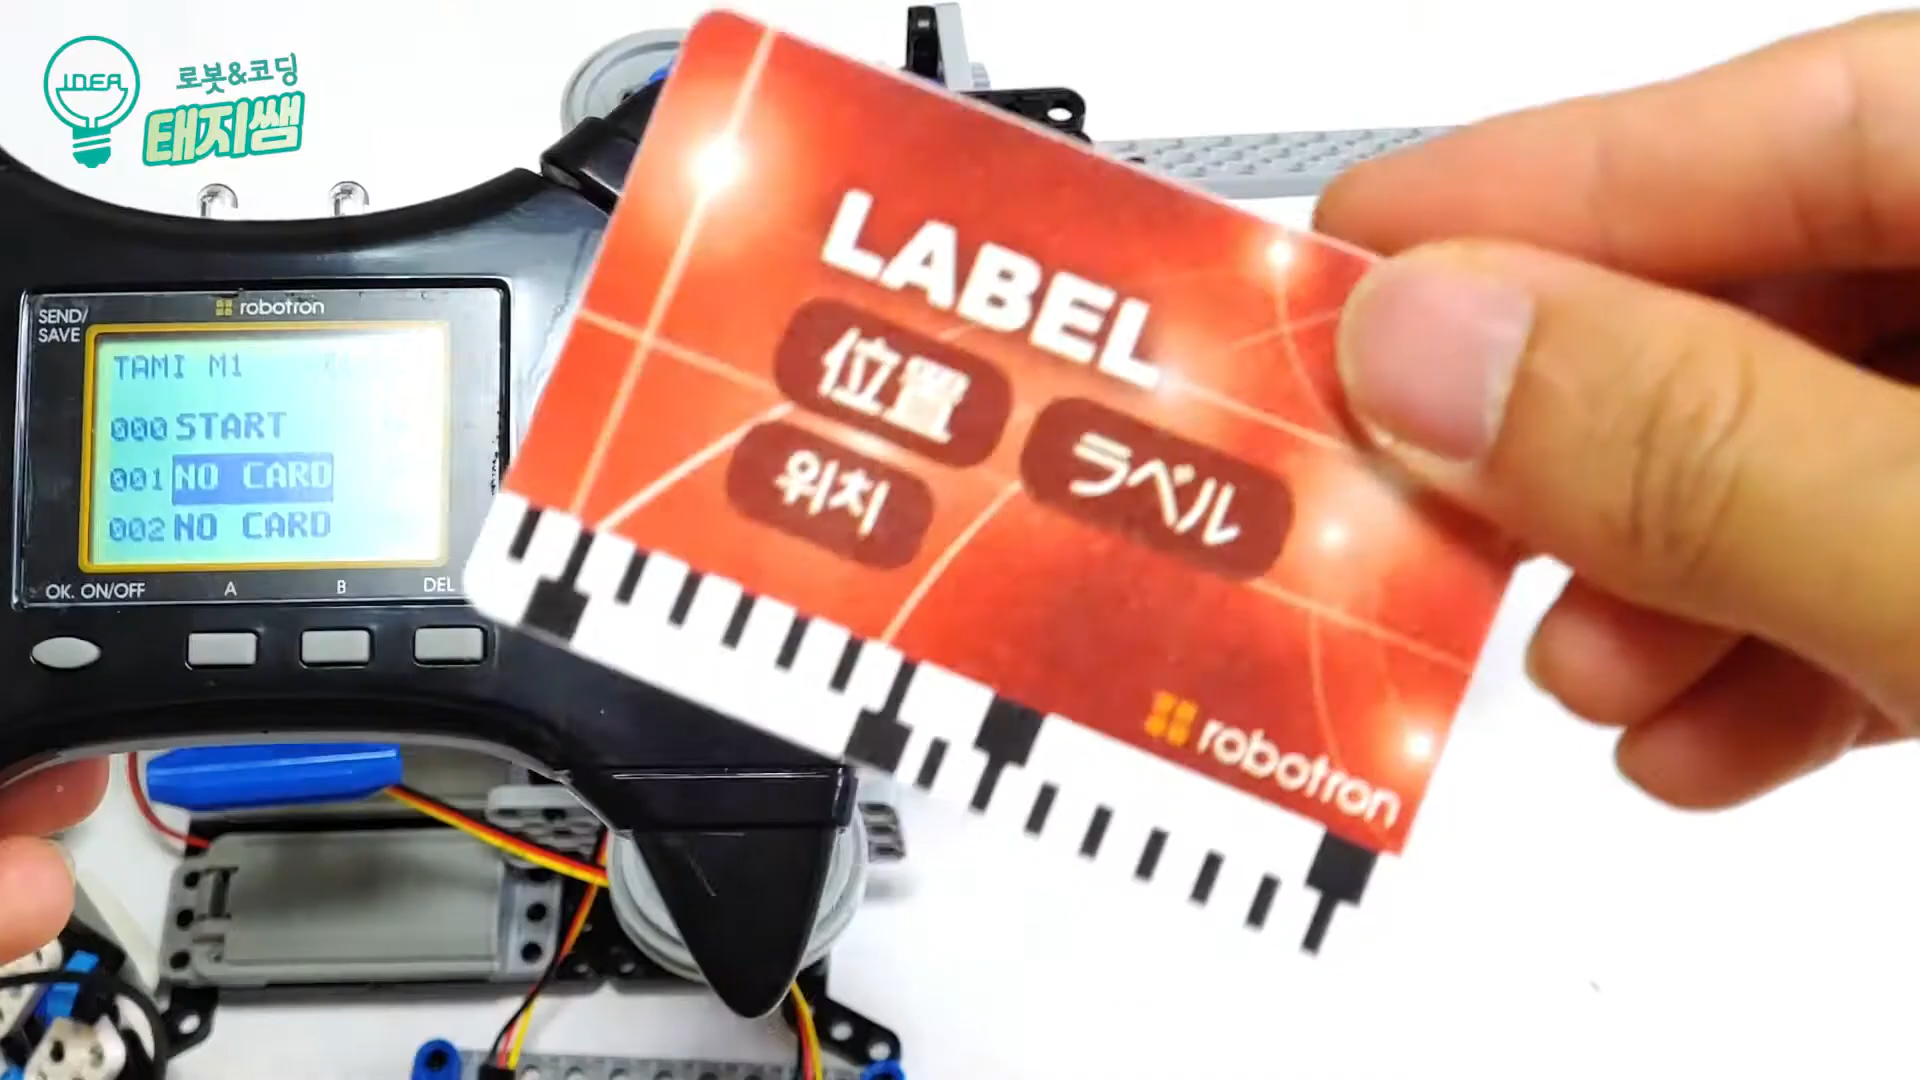 IDEA
로봇&코딩
태지쌤
SEND/
SAVE
robotron
TAMI M1
000 START
001 NO CARD
002 NO CARD
OK. ON/OFF
A
B
DEL
LABEL
位置
위치
ラベル
robotron